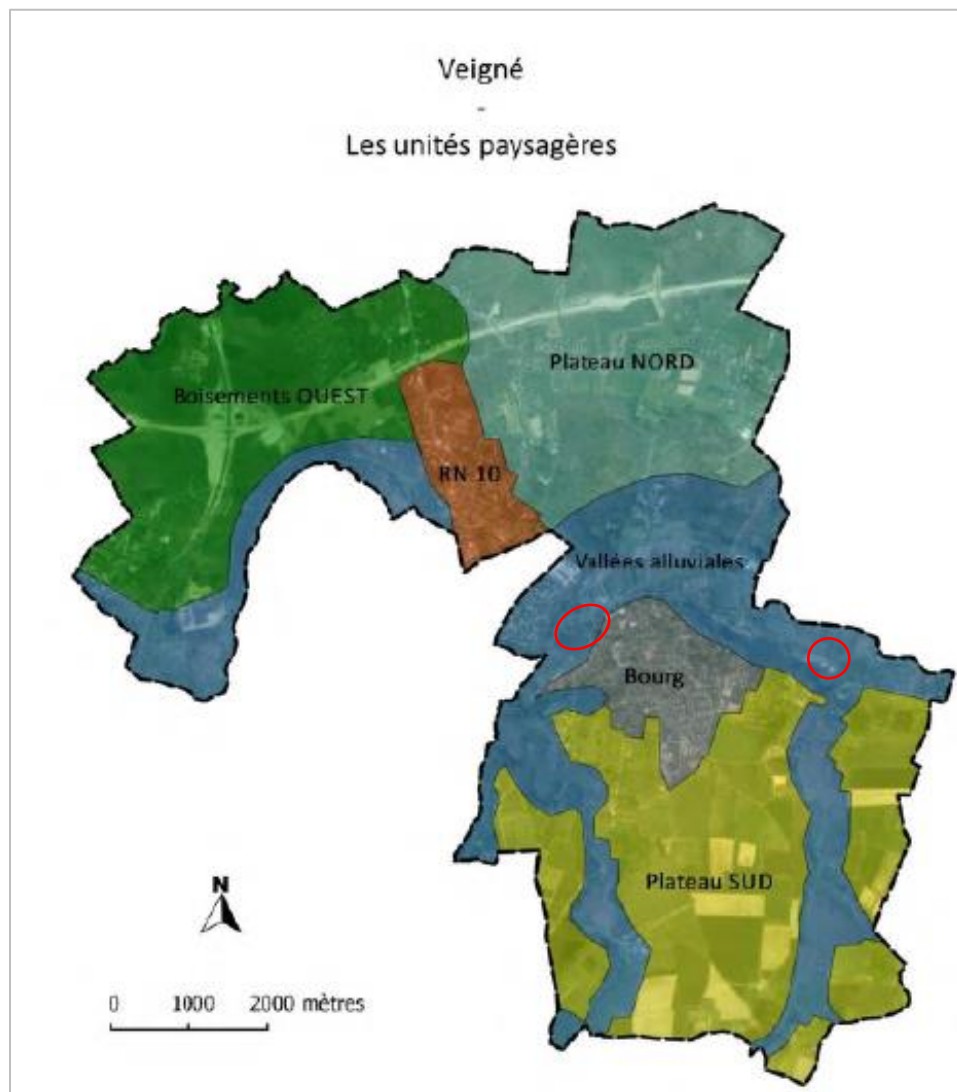 Veigné
-
Les unités paysagères
Plateau NORD
Boisements OUEST
RN 10
Vallées alluviales
Bourg
Plateau SUD
N
0 1000 2000 mètres